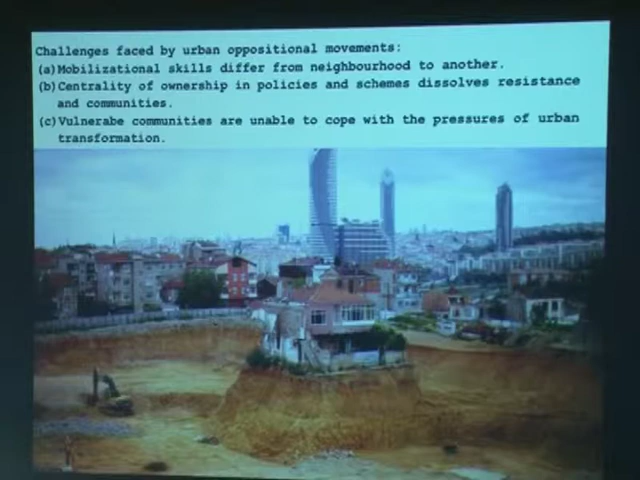 Challenges faced by urban oppositional movements:
(a)Mobilizational skills differ from neighbourhood to another.
(b)Centrality of ownership in policies and schemes dissolves resistance
and communities.
(c)Vulnerabe communities are unable to cope with the pressures of urban
transformation.